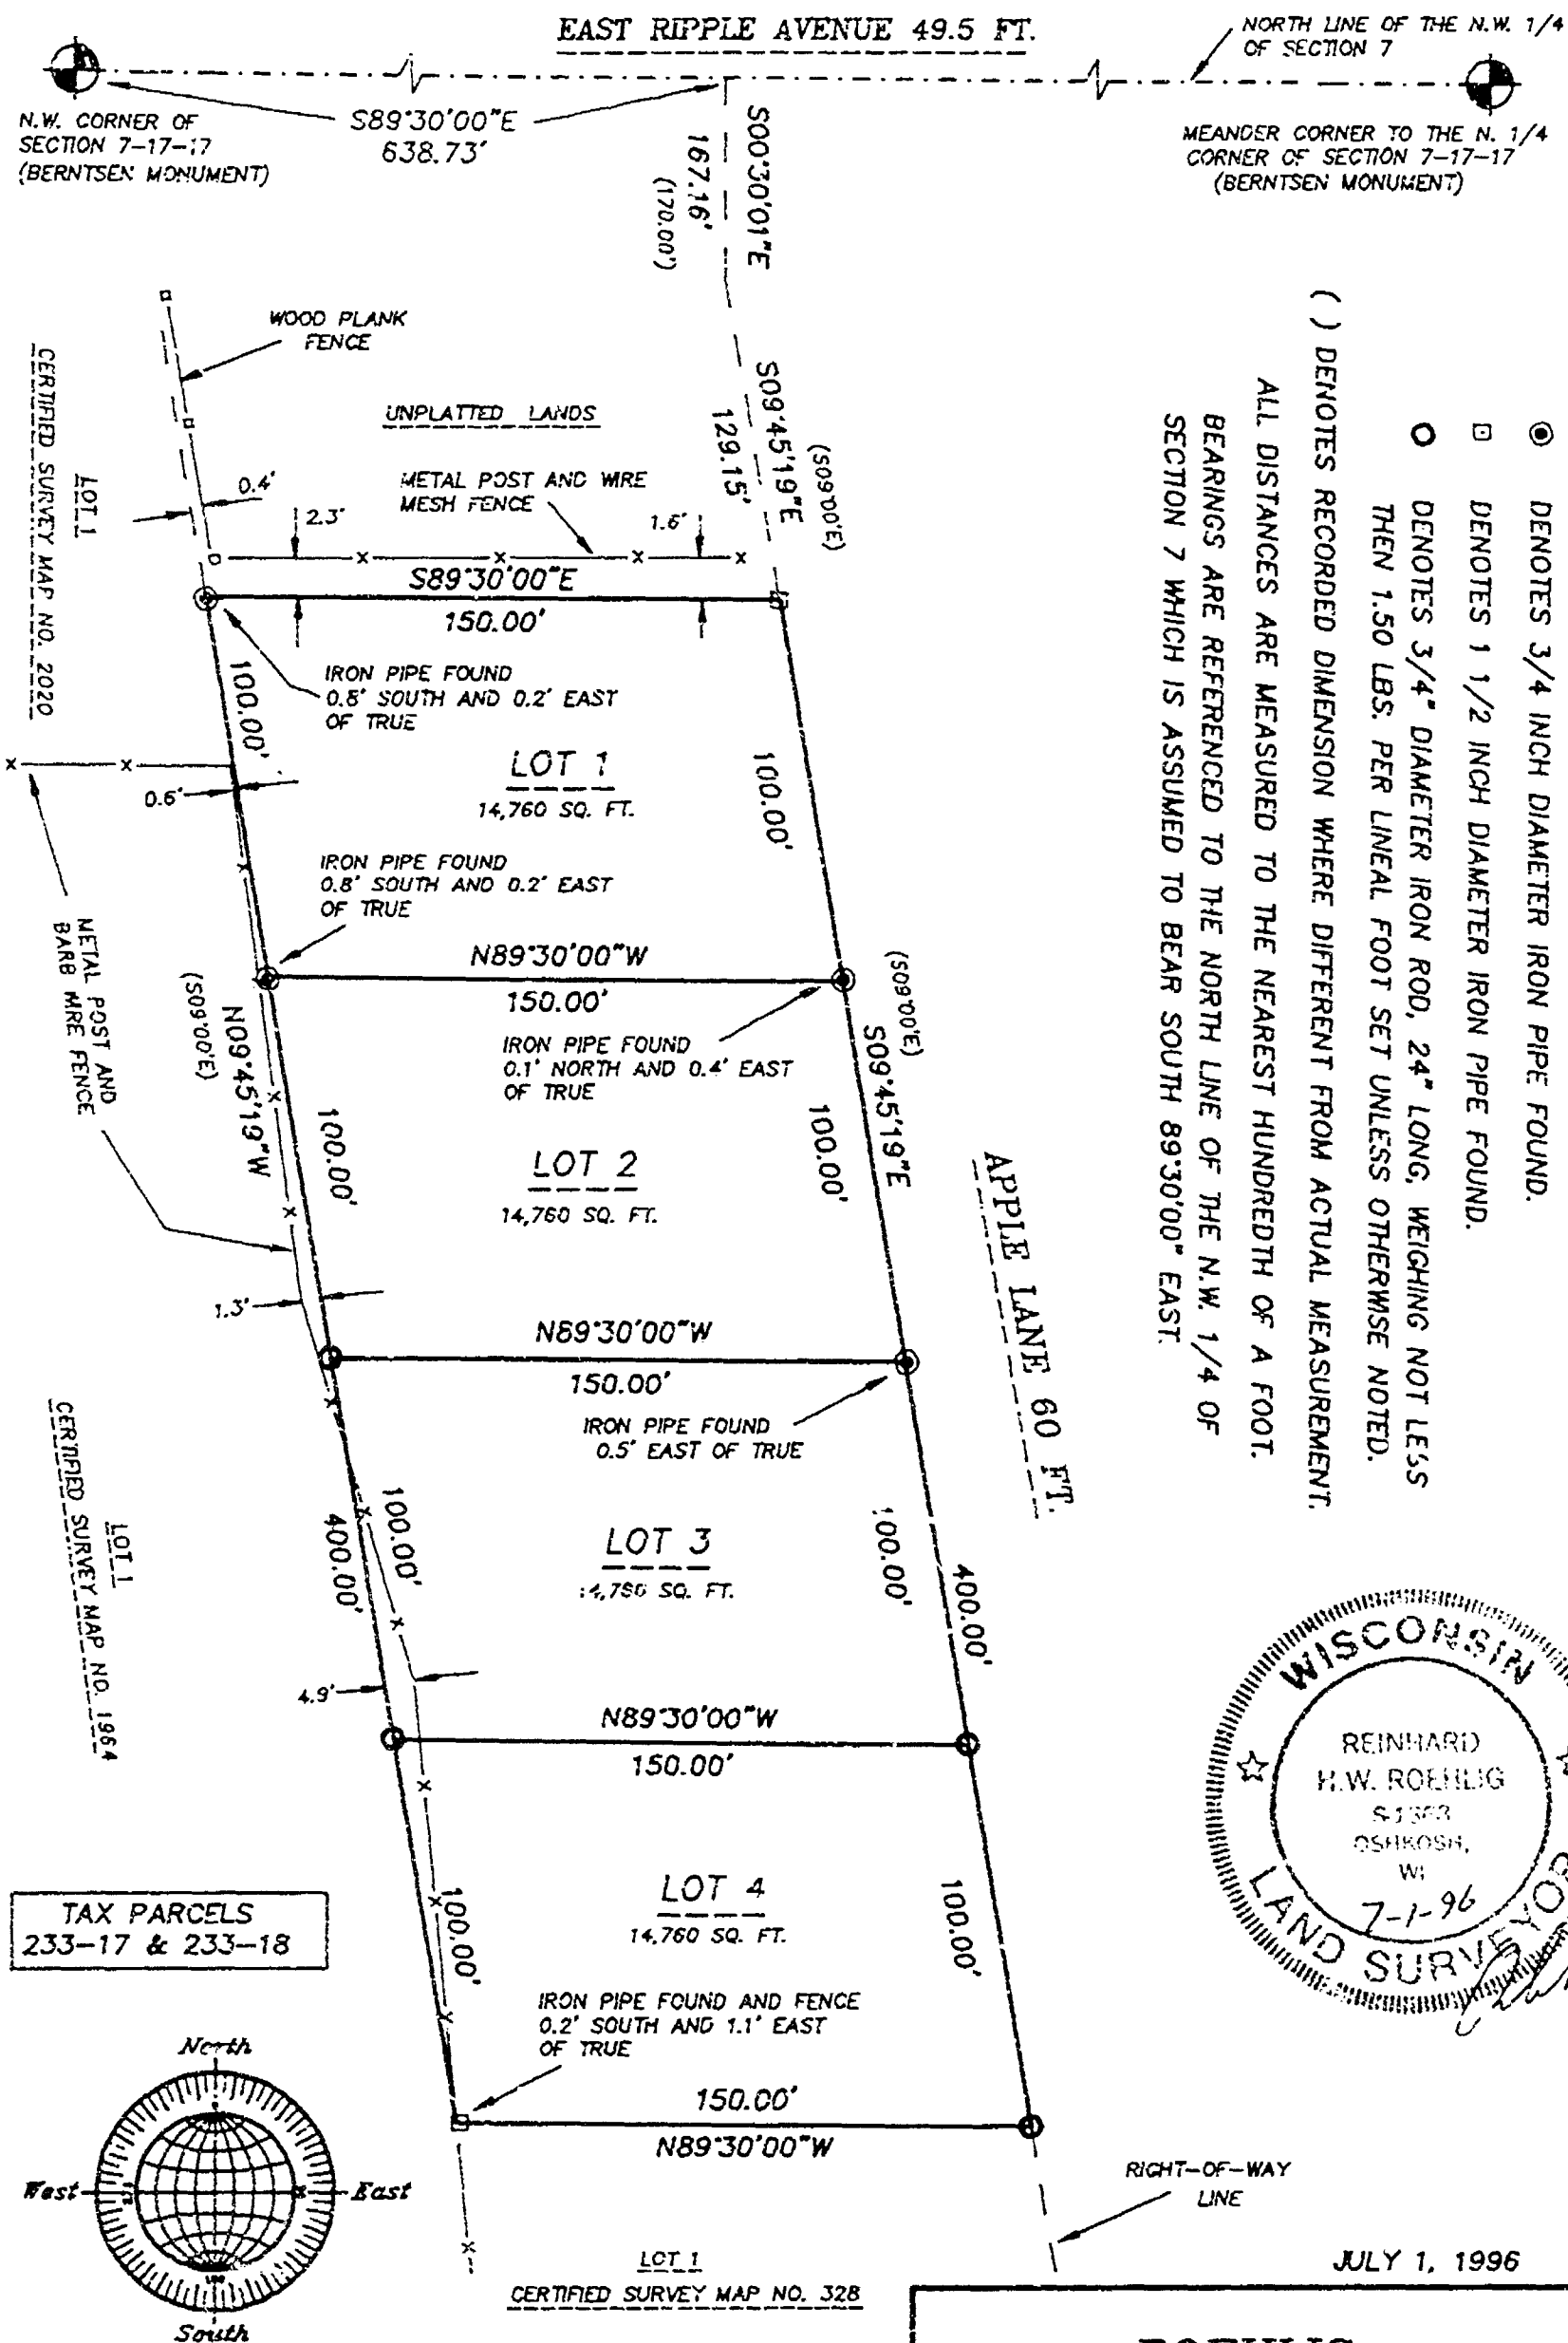 EAST RIPPLE AVENUE 49.5 FT.
NORTH LINE OF THE N.W. 1/4
OF SECTION 7
N.W. CORNER OF
SECTION 7-17-17
(BERNTSEN MONUMENT)
S89°30'00"E
638.73'
MEANDER CORNER TO THE N. 1/4
CORNER OF SECTION 7-17-17
(BERNTSEN MONUMENT)
S00°30'01"E
167.16'
(170.00')
DENOTES 3/4 INCH DIAMETER IRON PIPE FOUND.
DENOTES 1 1/2 INCH DIAMETER IRON PIPE FOUND.
DENOTES 3/4" DIAMETER IRON ROD, 24" LONG, WEIGHING NOT LESS
THEN 1.50 LBS. PER LINEAL FOOT SET UNLESS OTHERWISE NOTED.
( ) DENOTES RECORDED DIMENSION WHERE DIFFERENT FROM ACTUAL MEASUREMENT.
ALL DISTANCES ARE MEASURED TO THE NEAREST HUNDREDTH OF A FOOT.
BEARINGS ARE REFERENCED TO THE NORTH LINE OF THE N.W. 1/4 OF
SECTION 7 WHICH IS ASSUMED TO BEAR SOUTH 89°30'00" EAST.
WOOD PLANK
FENCE
UNPLATTED LANDS
(S09°00'E)
S09°45'19"E
129.15'
LOT 1
CERTIFIED SURVEY MAP NO. 2020
METAL POST AND WIRE
MESH FENCE
0.4'
2.3'
1.6'
S89°30'00"E
150.00'
IRON PIPE FOUND
0.8' SOUTH AND 0.2' EAST
OF TRUE
100.00'
LOT 1
14,760 SQ. FT.
100.00'
0.6'
IRON PIPE FOUND
0.8' SOUTH AND 0.2' EAST
OF TRUE
METAL POST AND
BARB WIRE FENCE
N89°30'00"W
150.00'
(S09°00'E)
S09°45'19"E
N09°45'19"W
(S09°00'E)
IRON PIPE FOUND
0.1' NORTH AND 0.4' EAST
OF TRUE
100.00'
LOT 2
14,760 SQ. FT.
100.00'
APPLE LANE 60 FT.
1.3'
N89°30'00"W
150.00'
IRON PIPE FOUND
0.5' EAST OF TRUE
LOT 1
CERTIFIED SURVEY MAP NO. 1964
100.00'
400.00'
LOT 3
SQ. FT.
100.00'
400.00'
4.9'
N89°30'00"W
150.00'
WISCONSIN
REINHARD
H.W. ROEHLIG
S-1368
OSHKOSH,
WI
7-1-96
LAND SURVEYOR
TAX PARCELS
233-17 & 233-18
100.00'
LOT 4
14,760 SQ. FT.
100.00'
IRON PIPE FOUND AND FENCE
0.2' SOUTH AND 1.1' EAST
OF TRUE
150.00'
N89°30'00"W
North
West
East
South
RIGHT-OF-WAY
LINE
LOT 1
CERTIFIED SURVEY MAP NO. 328
JULY 1, 1996